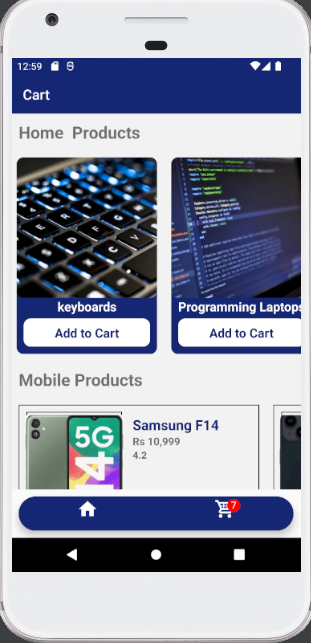 12:59
Cart
Home Products
keyboards
Programming Laptops
Add to Cart
Add to Cart
Mobile Products
5G
14
Samsung F14
Rs 10,999
4.2
7